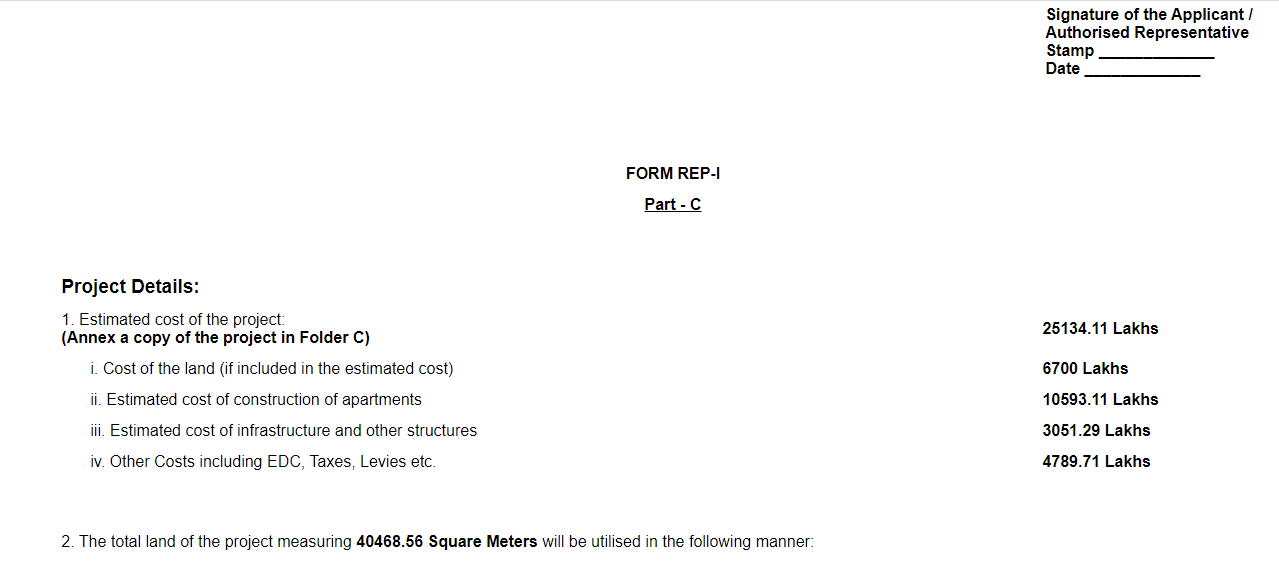 Signature of the Applicant /
Authorised Representative
Stamp _____________
Date _____________
FORM REP-I
Part - C
Project Details:
1. Estimated cost of the project:
(Annex a copy of the project in Folder C) 25134.11 Lakhs
i. Cost of the land (if included in the estimated cost) 6700 Lakhs
ii. Estimated cost of construction of apartments 10593.11 Lakhs
iii. Estimated cost of infrastructure and other structures 3051.29 Lakhs
iv. Other Costs including EDC, Taxes, Levies etc. 4789.71 Lakhs
2. The total land of the project measuring 40468.56 Square Meters will be utilised in the following manner: